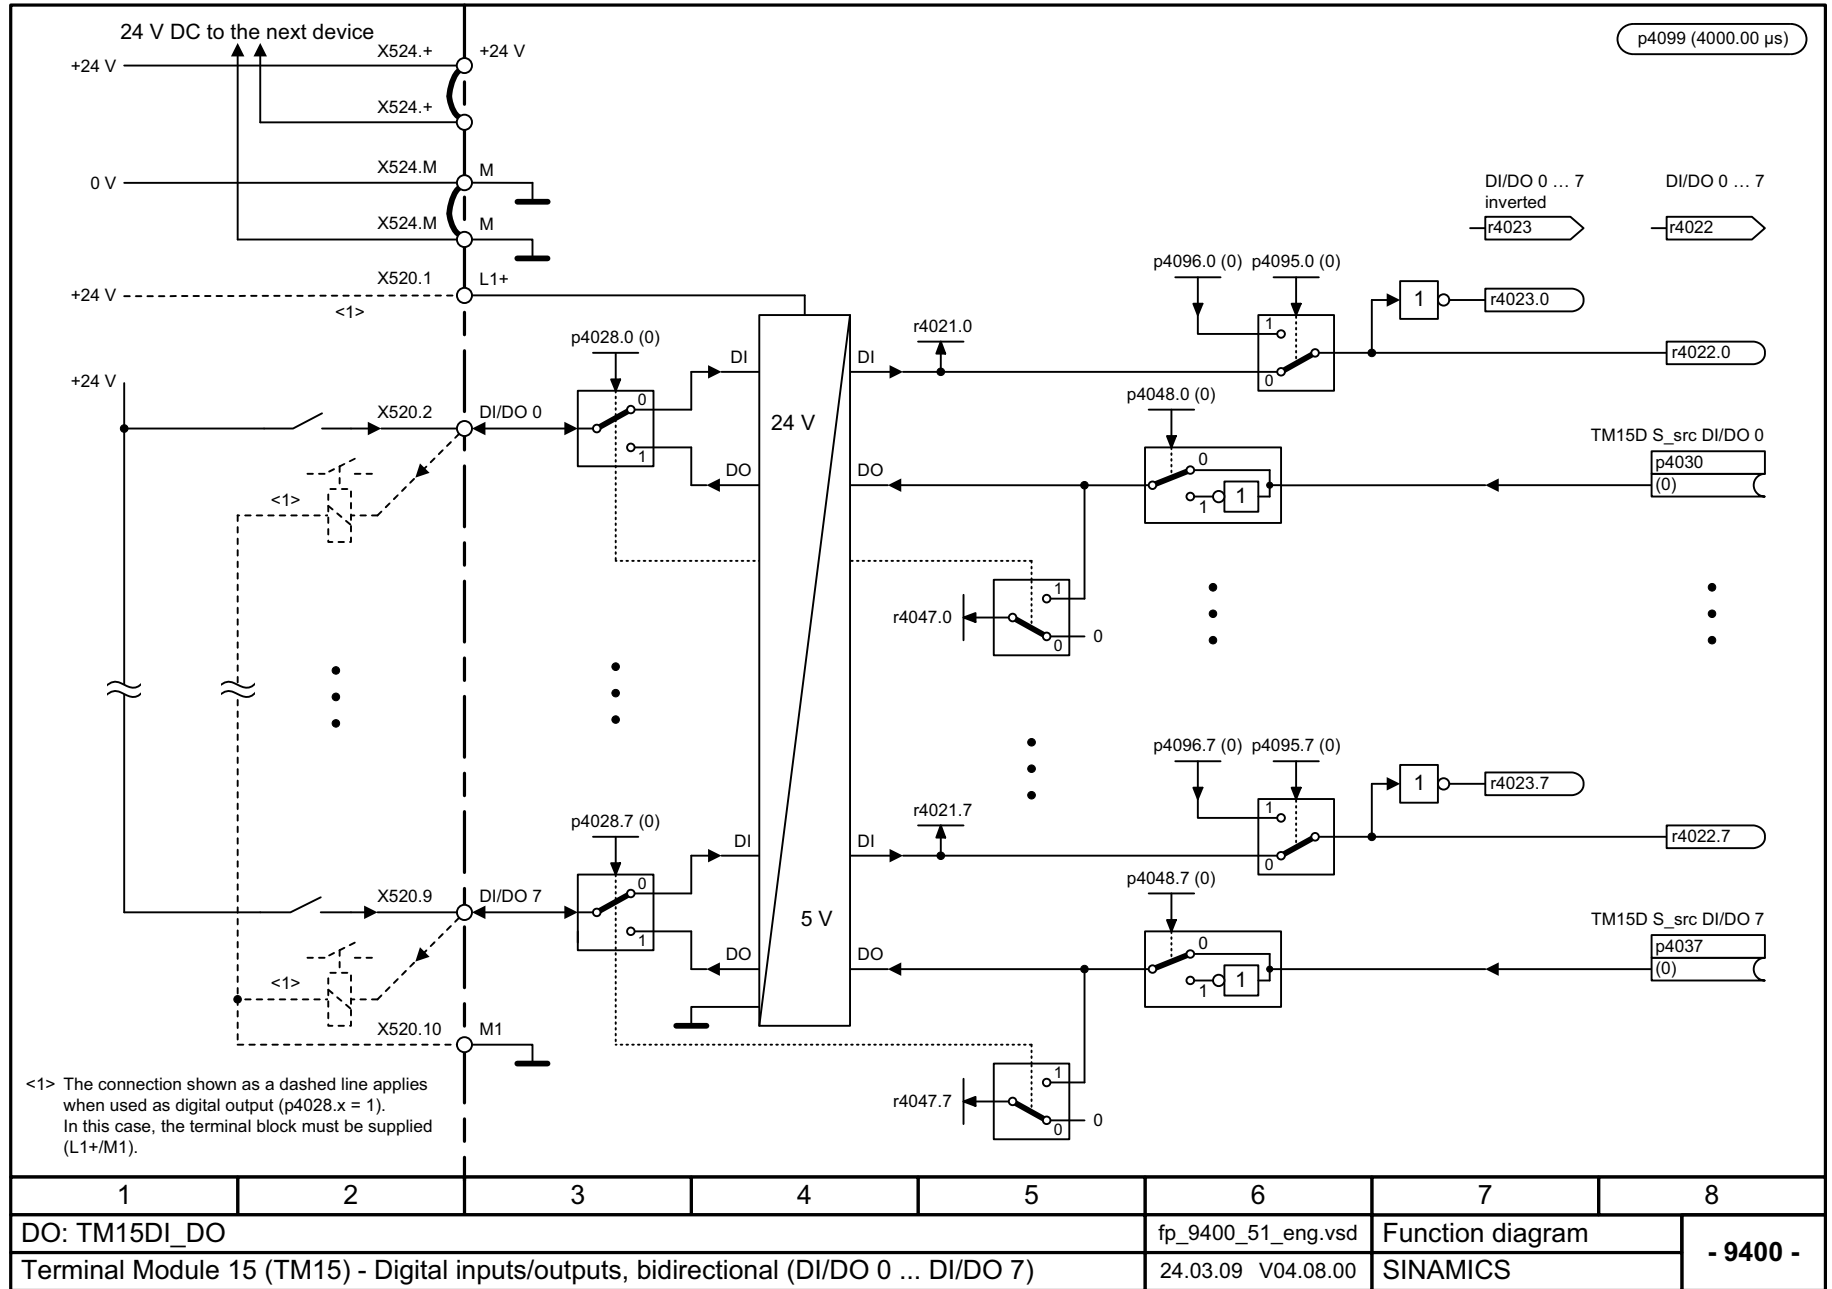 24 V DC to the next device
X524.+
+24 V
p4099 (4000.00 µs)
+24 V
X524.+
X524.M
M
0 V
DI/DO 0 … 7
inverted
DI/DO 0 … 7
X524.M
M
r4023
r4022
p4096.0 (0)
p4095.0 (0)
X520.1
L1+
+24 V
<1>
1
r4023.0
r4021.0
1
p4028.0 (0)
DI
DI
r4022.0
0
+24 V
p4048.0 (0)
X520.2
DI/DO 0
0
24 V
TM15D S_src DI/DO 0
1
DO
DO
0
p4030
(0)
<1>
1
1
1
r4047.0
0
0
p4096.7 (0)
p4095.7 (0)
1
r4023.7
r4021.7
1
p4028.7 (0)
DI
DI
r4022.7
0
p4048.7 (0)
X520.9
DI/DO 7
0
5 V
TM15D S_src DI/DO 7
1
DO
DO
0
p4037
(0)
<1>
1
1
X520.10
M1
1
r4047.7
0
0
<1> The connection shown as a dashed line applies
when used as digital output (p4028.x = 1).
In this case, the terminal block must be supplied
(L1+/M1).
1 2 3 4 5 6 7 8
DO: TM15DI_DO
fp_9400_51_eng.vsd
Function diagram
- 9400 -
Terminal Module 15 (TM15) - Digital inputs/outputs, bidirectional (DI/DO 0 ... DI/DO 7)
24.03.09 V04.08.00
SINAMICS